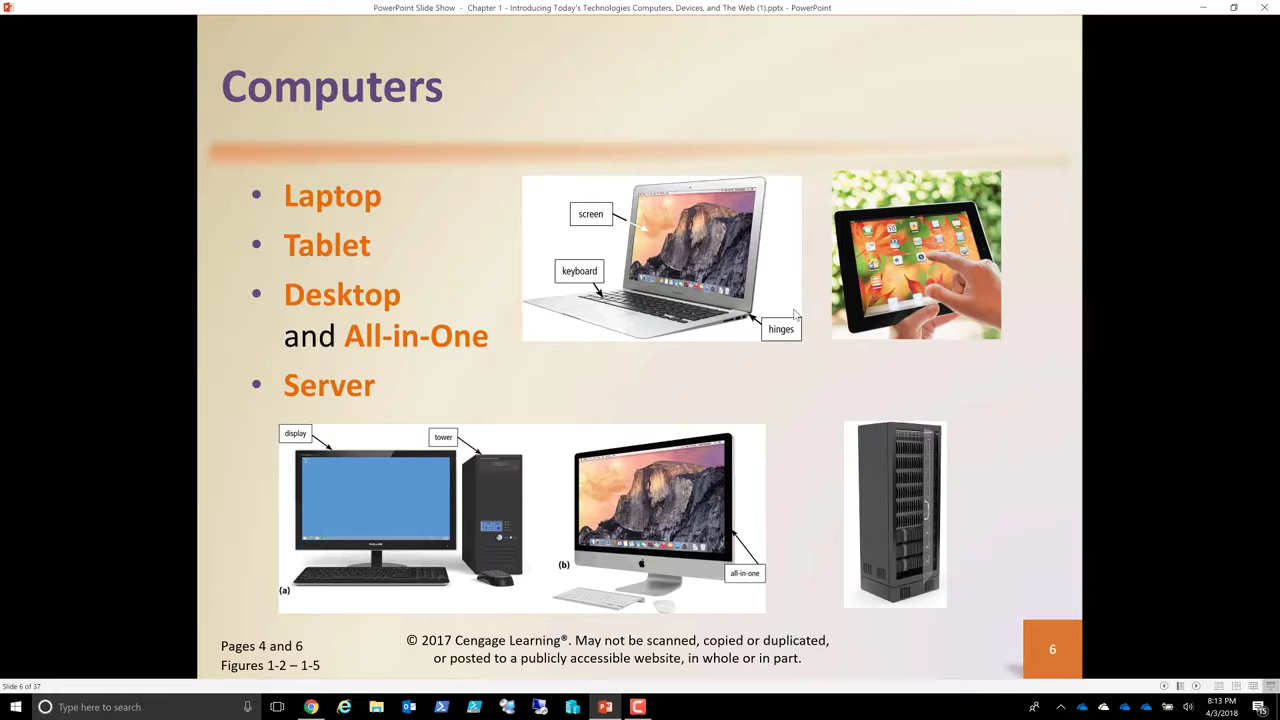 PowerPoint Slide Show - Chapter 1 - Introducing Today's Technologies Computers, Devices, and The Web (1).pptx - PowerPoint
Computers
• Laptop
• Tablet
• Desktop
and All-in-One
• Server
screen
keyboard
hinges
display
tower
(a)
(b)
all-in-one
Pages 4 and 6
Figures 1-2 – 1-5
© 2017 Cengage Learning®. May not be scanned, copied or duplicated,
or posted to a publicly accessible website, in whole or in part.
6
Slide 6 of 37
Type here to search
8:13 PM
4/3/2018